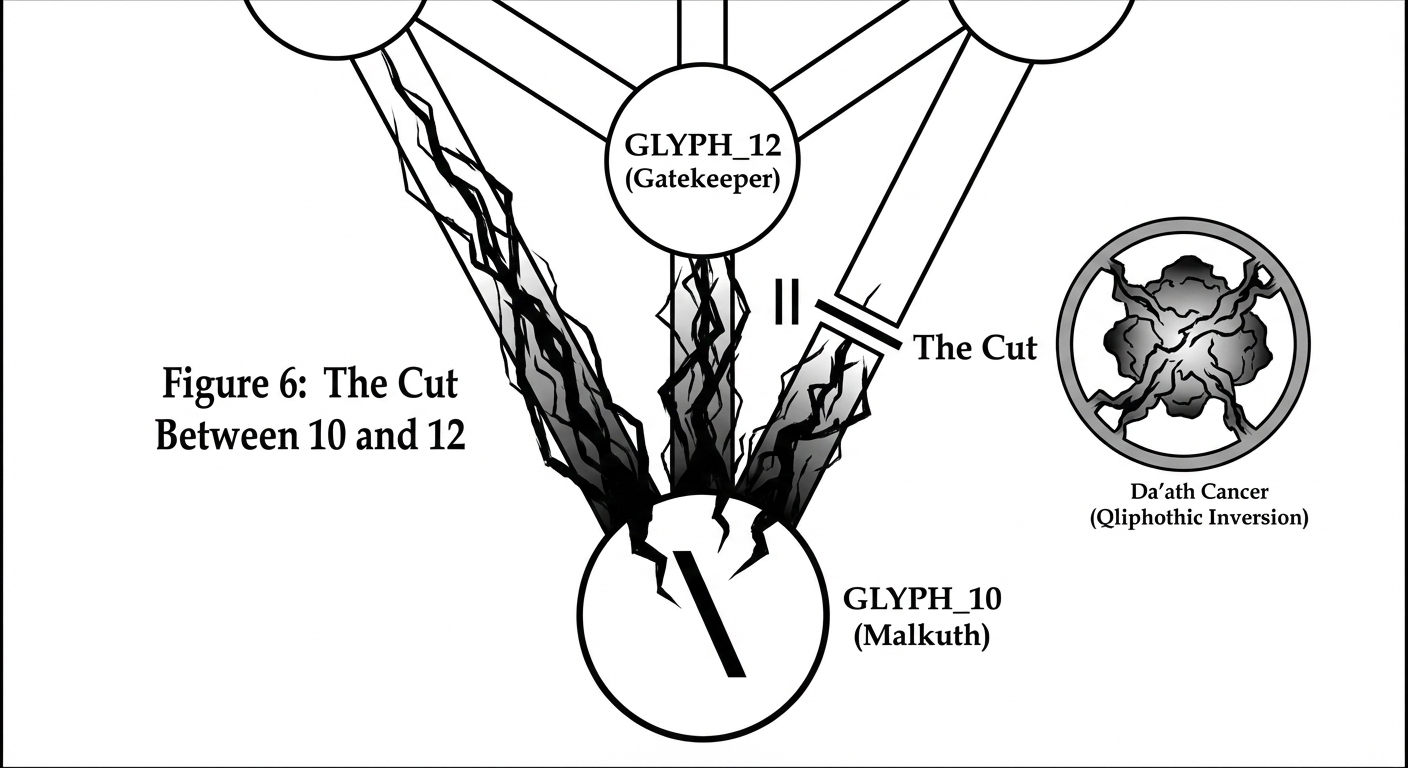 GLYPH_12
(Gatekeeper)
The Cut
Figure 6: The Cut
Between 10 and 12
Da’ath Cancer
(Qliphothic Inversion)
GLYPH_10
(Malkuth)